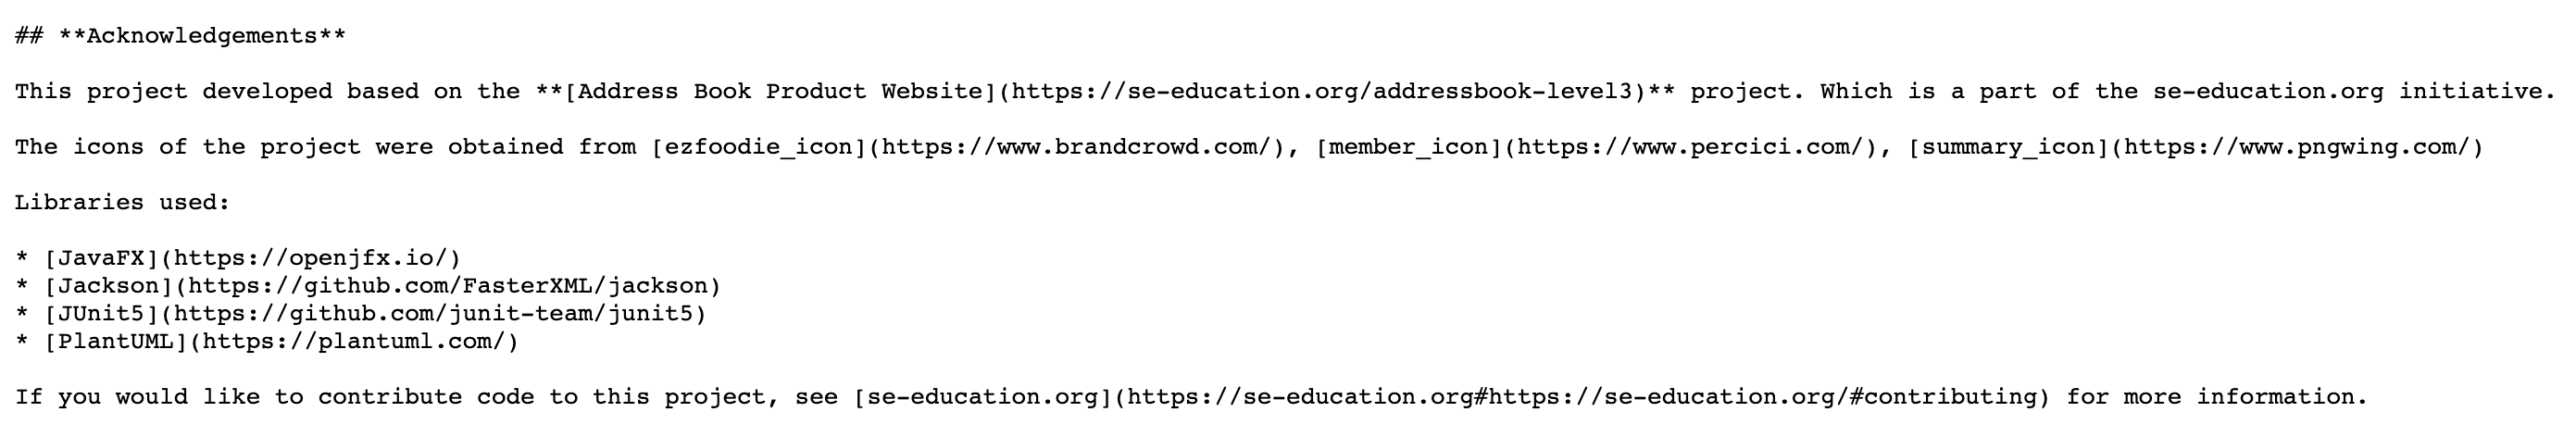 ## **Acknowledgements**
This project developed based on the **[Address Book Product Website](https://se-education.org/addressbook-level3)** project. Which is a part of the se-education.org initiative.
The icons of the project were obtained from [ezfoodie_icon](https://www.brandcrowd.com/), [member_icon](https://www.percici.com/), [summary_icon](https://www.pngwing.com/)
Libraries used:
* [JavaFX](https://openjfx.io/)
* [Jackson](https://github.com/FasterXML/jackson)
* [JUnit5](https://github.com/junit-team/junit5)
* [PlantUML](https://plantuml.com/)
If you would like to contribute code to this project, see [se-education.org](https://se-education.org#https://se-education.org/#contributing) for more information.